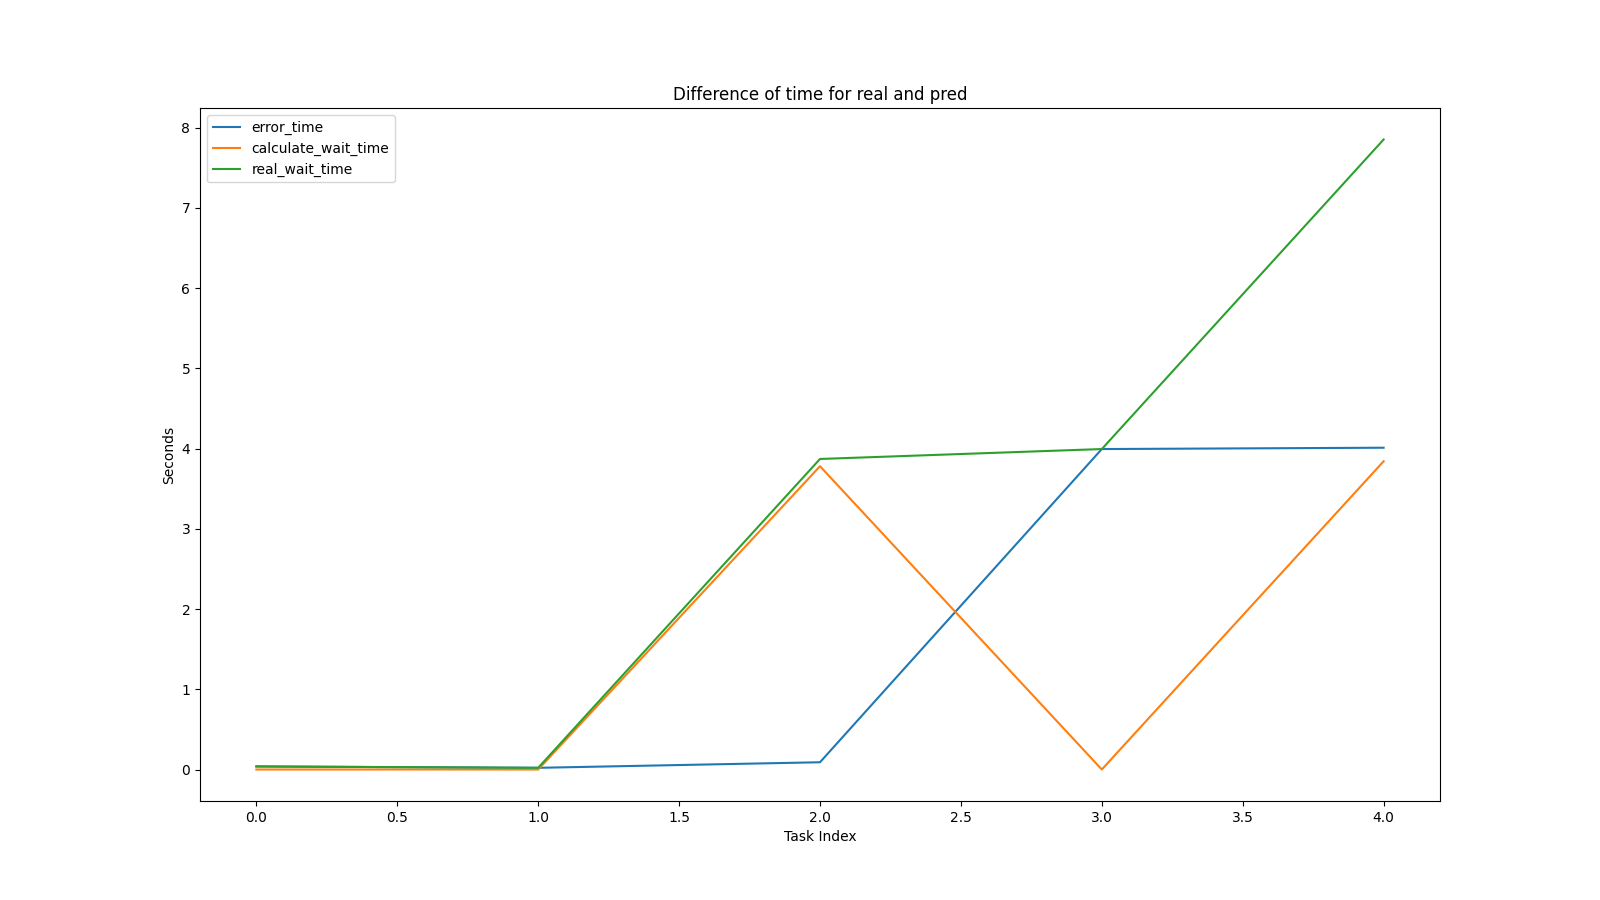 Difference of time for real and pred
error_time
calculate_wait_time
real_wait_time
8
7
6
5
4
3
2
1
0
Seconds
0.0 0.5 1.0 1.5 2.0 2.5 3.0 3.5 4.0
Task Index